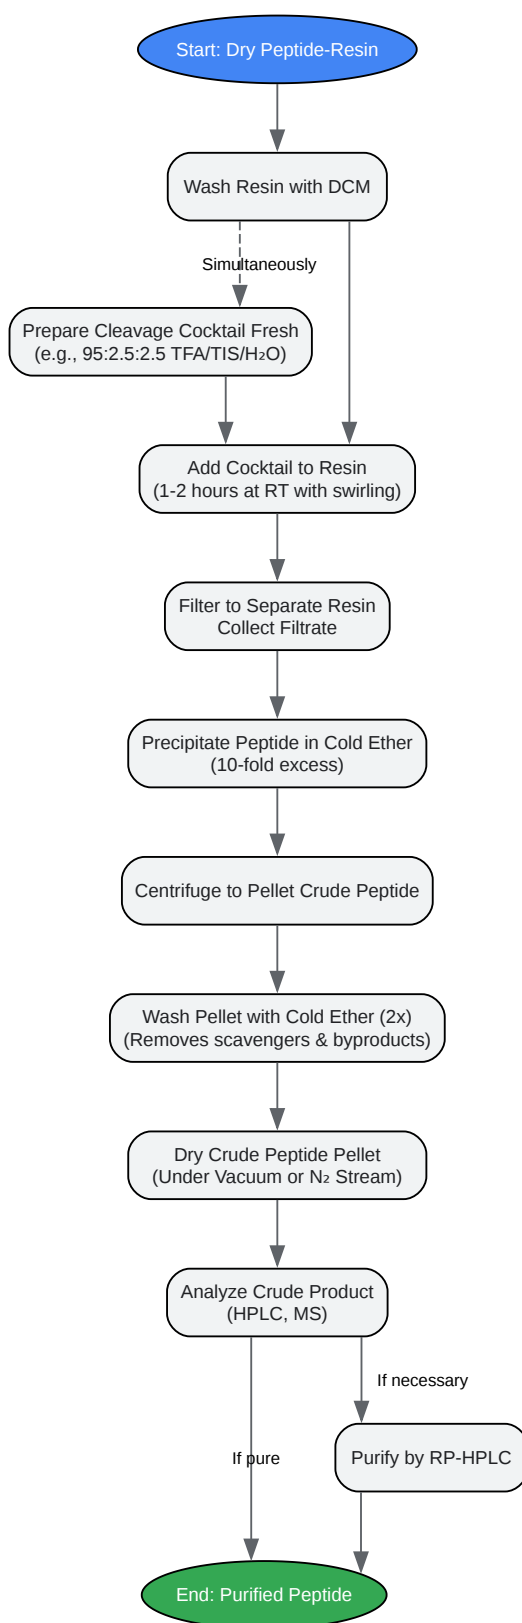 Start: Dry Peptide-Resin
Wash Resin with DCM
Simultaneously
Prepare Cleavage Cocktail Fresh
(e.g., 95:2.5:2.5 TFA/TIS/H₂O)
Add Cocktail to Resin
(1-2 hours at RT with swirling)
Filter to Separate Resin
Collect Filtrate
Precipitate Peptide in Cold Ether
(10-fold excess)
Centrifuge to Pellet Crude Peptide
Wash Pellet with Cold Ether (2x)
(Removes scavengers & byproducts)
Dry Crude Peptide Pellet
(Under Vacuum or N₂ Stream)
Analyze Crude Product
(HPLC, MS)
If necessary
If pure
Purify by RP-HPLC
End: Purified Peptide